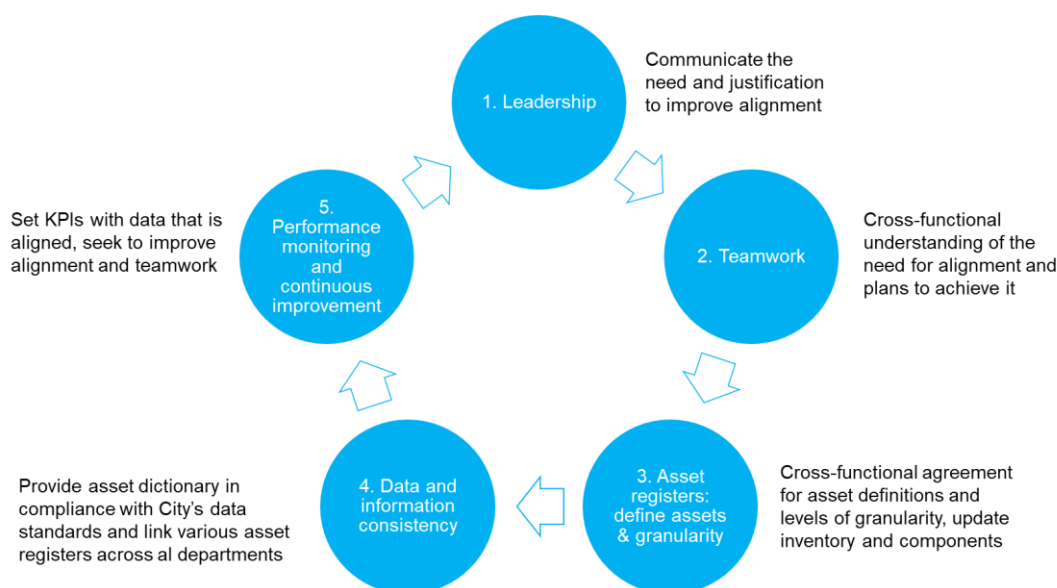 1. Leadership
Communicate the
need and justification
to improve alignment
2. Teamwork
Cross-functional
understanding of the
need for alignment and
plans to achieve it
3. Asset
registers:
define assets
& granularity
Cross-functional agreement
for asset definitions and
levels of granularity, update
inventory and components
4. Data and
information
consistency
Provide asset dictionary in
compliance with City’s data
standards and link various asset
registers across al departments
5.
Performance
monitoring
and
continuous
improvement
Set KPIs with data that is
aligned, seek to improve
alignment and teamwork